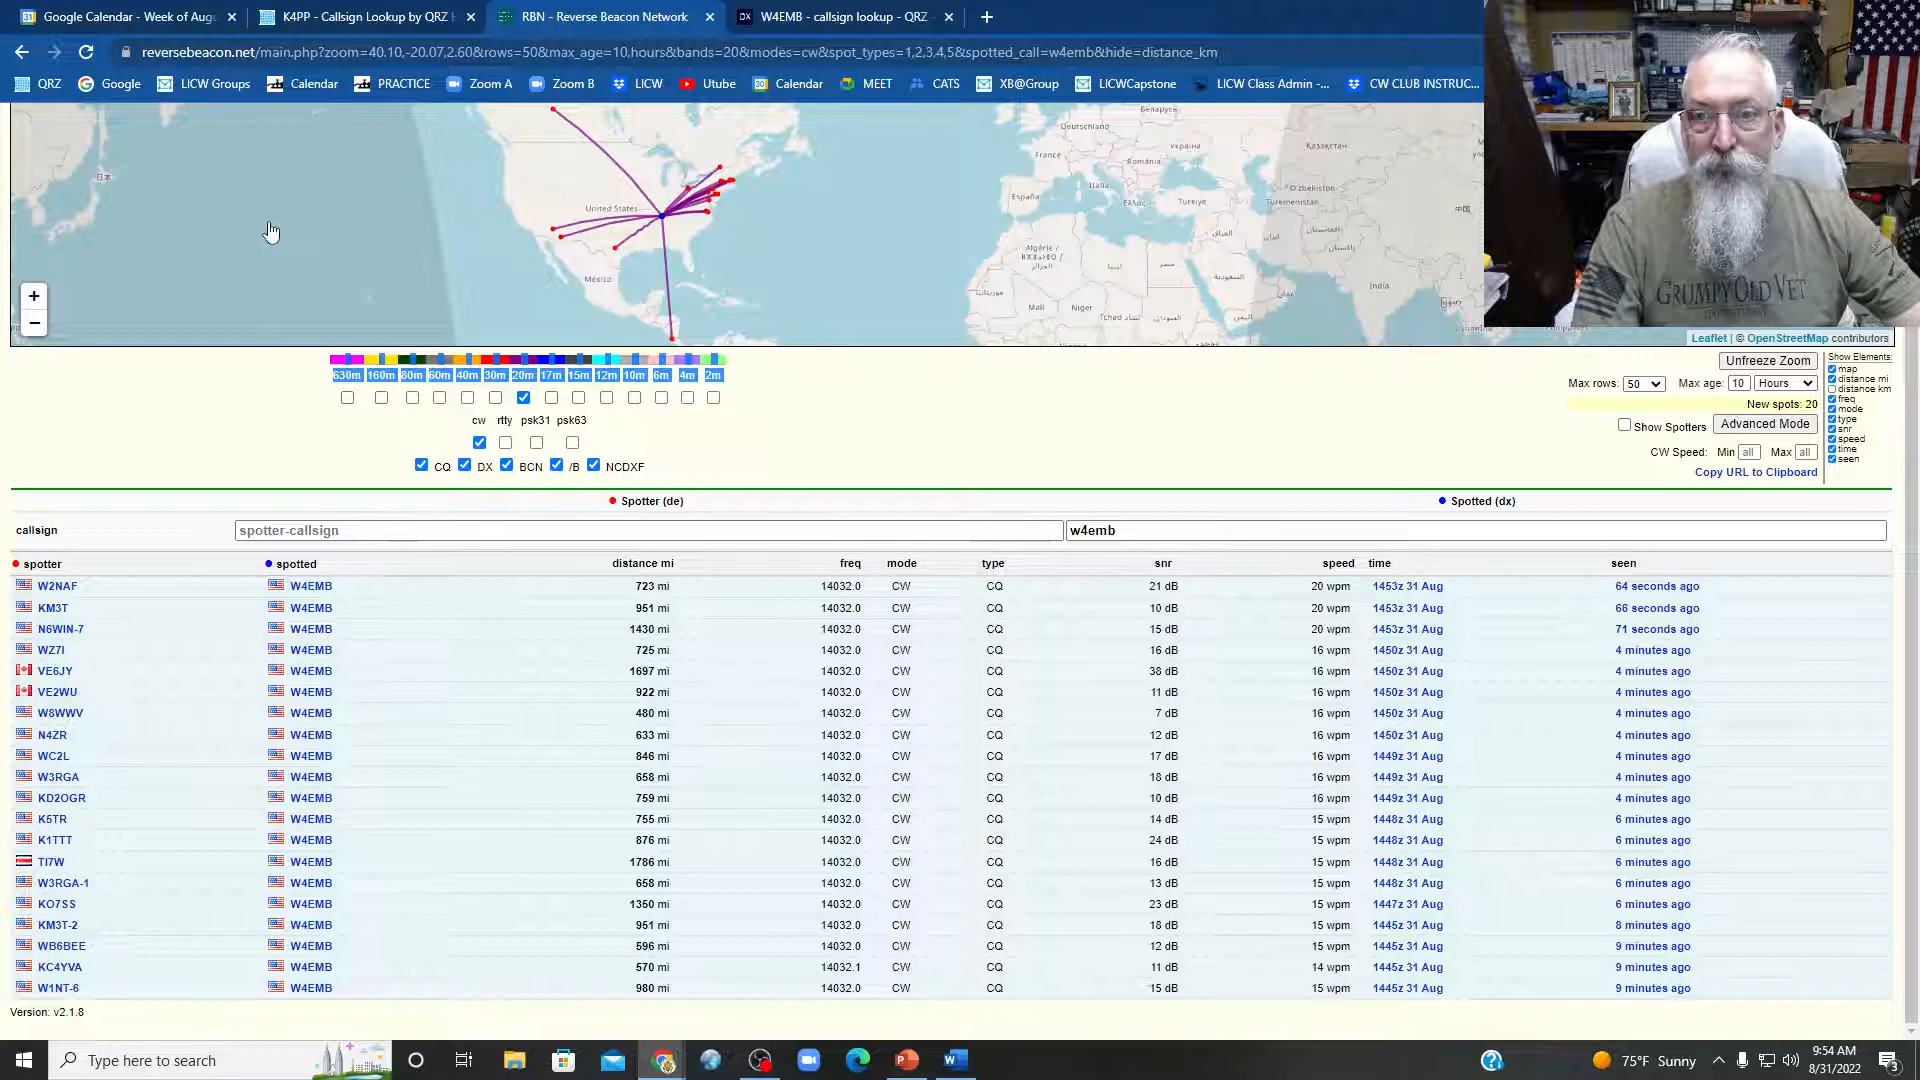 Google Calendar - Week of Aug
K4PP - Callsign Lookup by QRZ
RBN - Reverse Beacon Network
DX W4EMB - callsign lookup - QRZ
reversebeacon.net/main.php?zoom=40.10,-20.07,2.60&rows=50&max_age=10,hours&bands=20&modes=cw&spot_types=1,2,3,4,5&spotted_call=w4emb&hide=distance_km
QRZ Google LICW Groups Calendar PRACTICE Zoom A Zoom B LICW Utube Calendar MEET CATS XB@Group LICWCapstone LICW Class Admin -... CW CLUB INSTRUC...
Беларусь
Deutschland
Україна
Қазақстан
France
România
日本
Italia
O'zbekiston
España
Ελλάς
Türkiye
Türkmenistan
中国
United States
México
Mali
Niger
Tchad
India
GRUMPY OLD VET
+
−
Leaflet | © OpenStreetMap contributors
630m 160m 80m 60m 40m 30m 20m 17m 15m 12m 10m 6m 4m 2m
cw rtty psk31 psk63
CQ DX BCN /B NCDXF
Unfreeze Zoom
Max rows: 50 Max age: 10 Hours
New spots: 20
Show Spotters Advanced Mode
CW Speed: Min all Max all
Copy URL to Clipboard
Show Elements:
map
distance mi
distance km
freq
mode
type
snr
speed
time
seen
Spotter (de) Spotted (dx)
callsign spotter-callsign w4emb
spotter spotted distance mi freq mode type snr speed time seen
W2NAF W4EMB 723 mi 14032.0 CW CQ 21 dB 20 wpm 1453z 31 Aug 64 seconds ago
KM3T W4EMB 951 mi 14032.0 CW CQ 10 dB 20 wpm 1453z 31 Aug 66 seconds ago
N6WIN-7 W4EMB 1430 mi 14032.0 CW CQ 15 dB 20 wpm 1453z 31 Aug 71 seconds ago
WZ7I W4EMB 725 mi 14032.0 CW CQ 16 dB 16 wpm 1450z 31 Aug 4 minutes ago
VE6JY W4EMB 1697 mi 14032.0 CW CQ 38 dB 16 wpm 1450z 31 Aug 4 minutes ago
VE2WU W4EMB 922 mi 14032.0 CW CQ 11 dB 16 wpm 1450z 31 Aug 4 minutes ago
W8WWV W4EMB 480 mi 14032.0 CW CQ 7 dB 16 wpm 1450z 31 Aug 4 minutes ago
N4ZR W4EMB 633 mi 14032.0 CW CQ 12 dB 16 wpm 1450z 31 Aug 4 minutes ago
WC2L W4EMB 846 mi 14032.0 CW CQ 17 dB 16 wpm 1449z 31 Aug 4 minutes ago
W3RGA W4EMB 658 mi 14032.0 CW CQ 18 dB 16 wpm 1449z 31 Aug 4 minutes ago
KD2OGR W4EMB 759 mi 14032.0 CW CQ 10 dB 16 wpm 1449z 31 Aug 4 minutes ago
K5TR W4EMB 755 mi 14032.0 CW CQ 14 dB 15 wpm 1448z 31 Aug 6 minutes ago
K1TTT W4EMB 876 mi 14032.0 CW CQ 24 dB 15 wpm 1448z 31 Aug 6 minutes ago
TI7W W4EMB 1786 mi 14032.0 CW CQ 16 dB 15 wpm 1448z 31 Aug 6 minutes ago
W3RGA-1 W4EMB 658 mi 14032.0 CW CQ 13 dB 15 wpm 1448z 31 Aug 6 minutes ago
KO7SS W4EMB 1350 mi 14032.0 CW CQ 23 dB 15 wpm 1447z 31 Aug 6 minutes ago
KM3T-2 W4EMB 951 mi 14032.0 CW CQ 18 dB 15 wpm 1445z 31 Aug 8 minutes ago
WB6BEE W4EMB 596 mi 14032.0 CW CQ 12 dB 15 wpm 1445z 31 Aug 9 minutes ago
KC4YVA W4EMB 570 mi 14032.1 CW CQ 11 dB 14 wpm 1445z 31 Aug 9 minutes ago
W1NT-6 W4EMB 980 mi 14032.0 CW CQ 15 dB 15 wpm 1445z 31 Aug 9 minutes ago
Version: v2.1.8
Type here to search
75°F Sunny
9:54 AM
8/31/2022
3